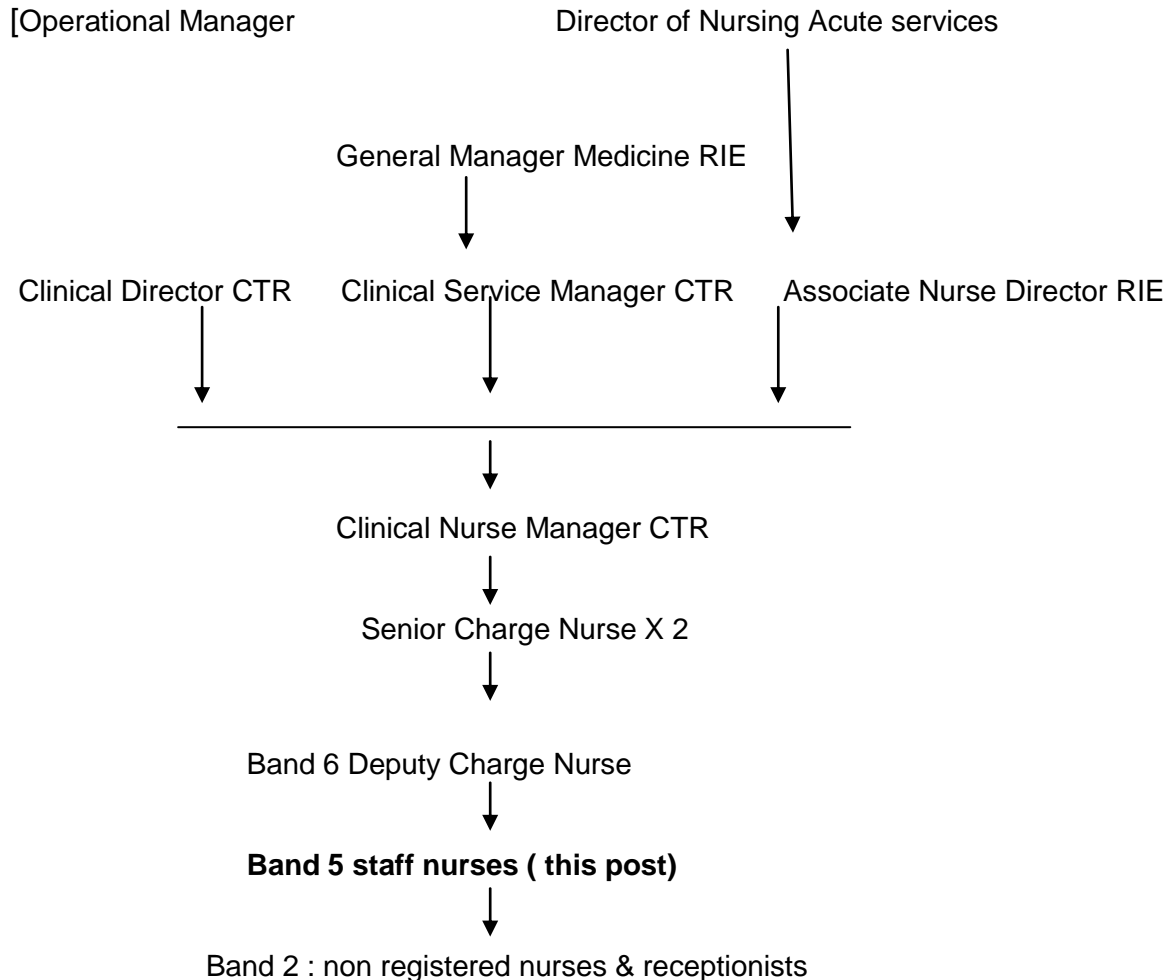 [Operational Manager Director of Nursing Acute services
General Manager Medicine RIE
Clinical Director CTR Clinical Service Manager CTR Associate Nurse Director RIE
Clinical Nurse Manager CTR
Senior Charge Nurse X 2
Band 6 Deputy Charge Nurse
Band 5 staff nurses ( this post)
Band 2 : non registered nurses & receptionists